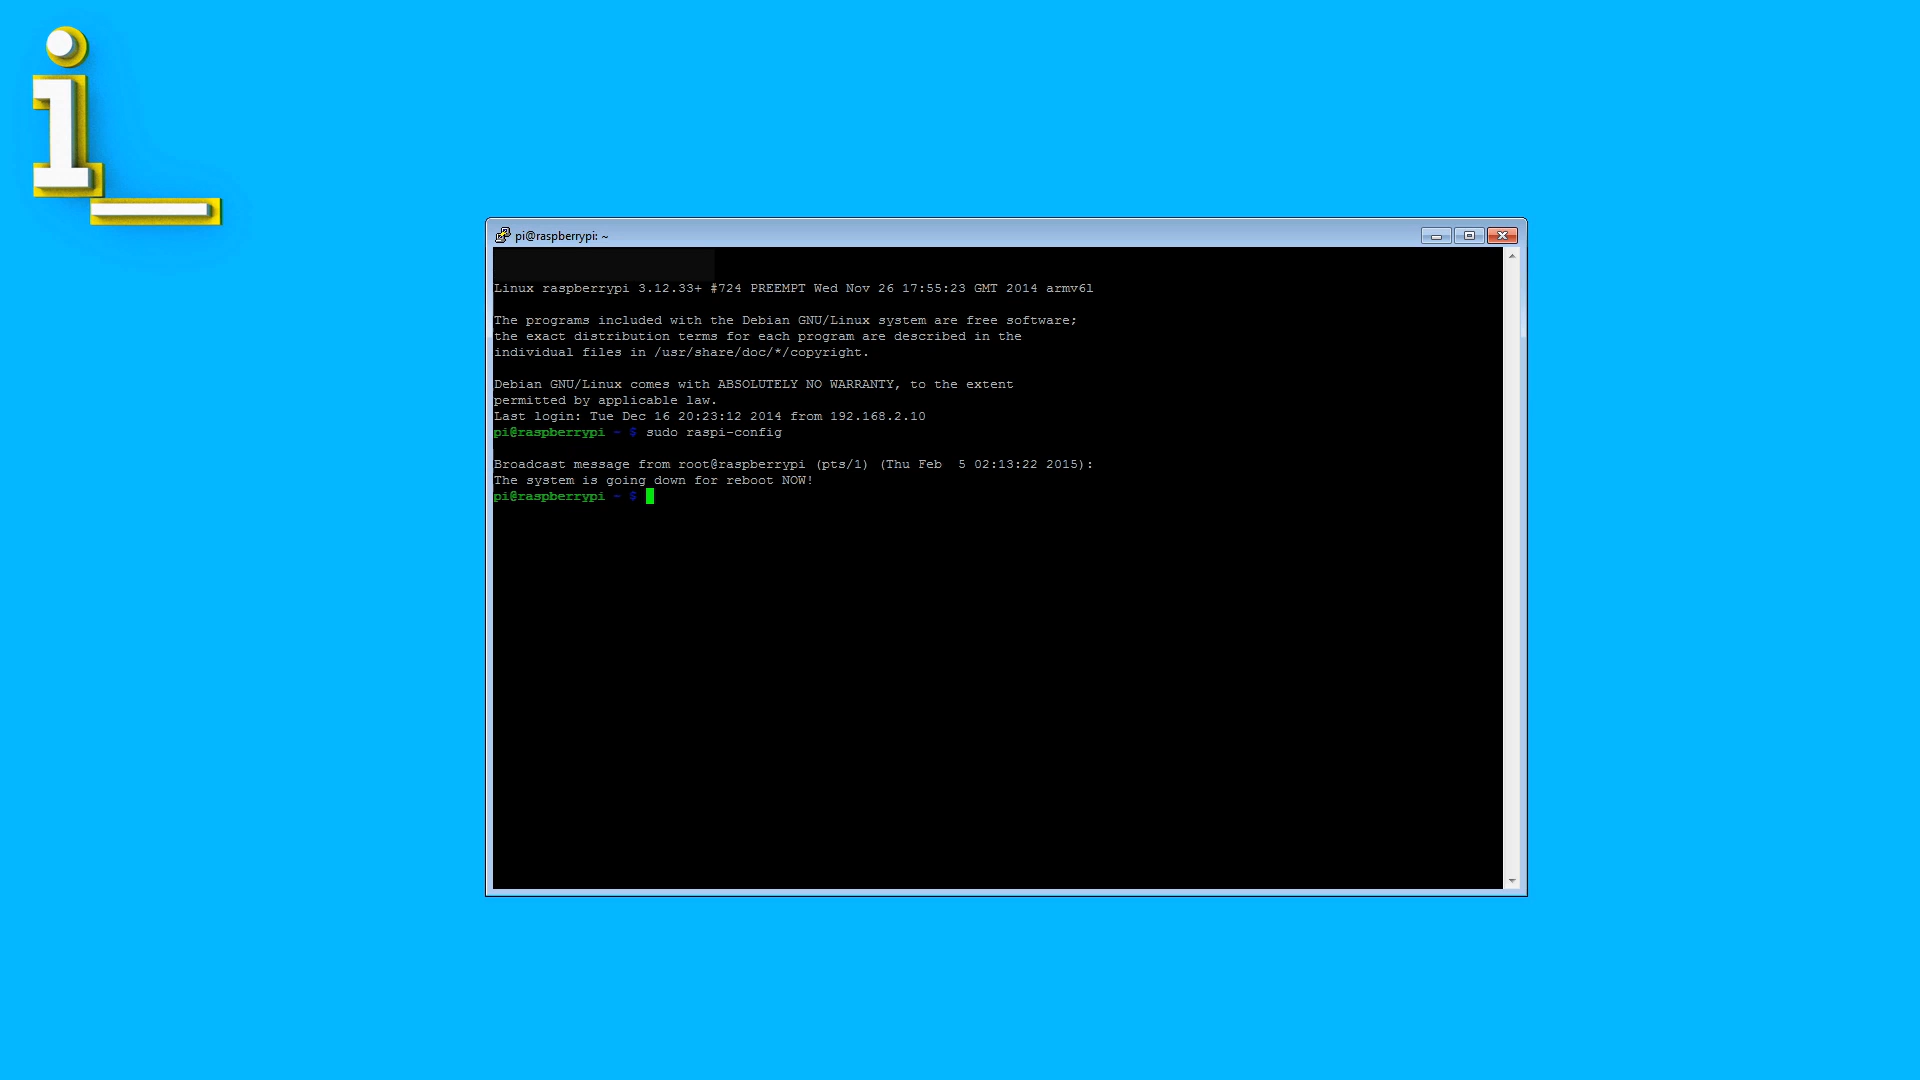 i_
pi@raspberrypi: ~
Linux raspberrypi 3.12.33+ #724 PREEMPT Wed Nov 26 17:55:23 GMT 2014 armv6l
The programs included with the Debian GNU/Linux system are free software;
the exact distribution terms for each program are described in the
individual files in /usr/share/doc/*/copyright.
Debian GNU/Linux comes with ABSOLUTELY NO WARRANTY, to the extent
permitted by applicable law.
Last login: Tue Dec 16 20:23:12 2014 from 192.168.2.10
pi@raspberrypi ~ $ sudo raspi-config
Broadcast message from root@raspberrypi (pts/1) (Thu Feb  5 02:13:22 2015):
The system is going down for reboot NOW!
pi@raspberrypi ~ $